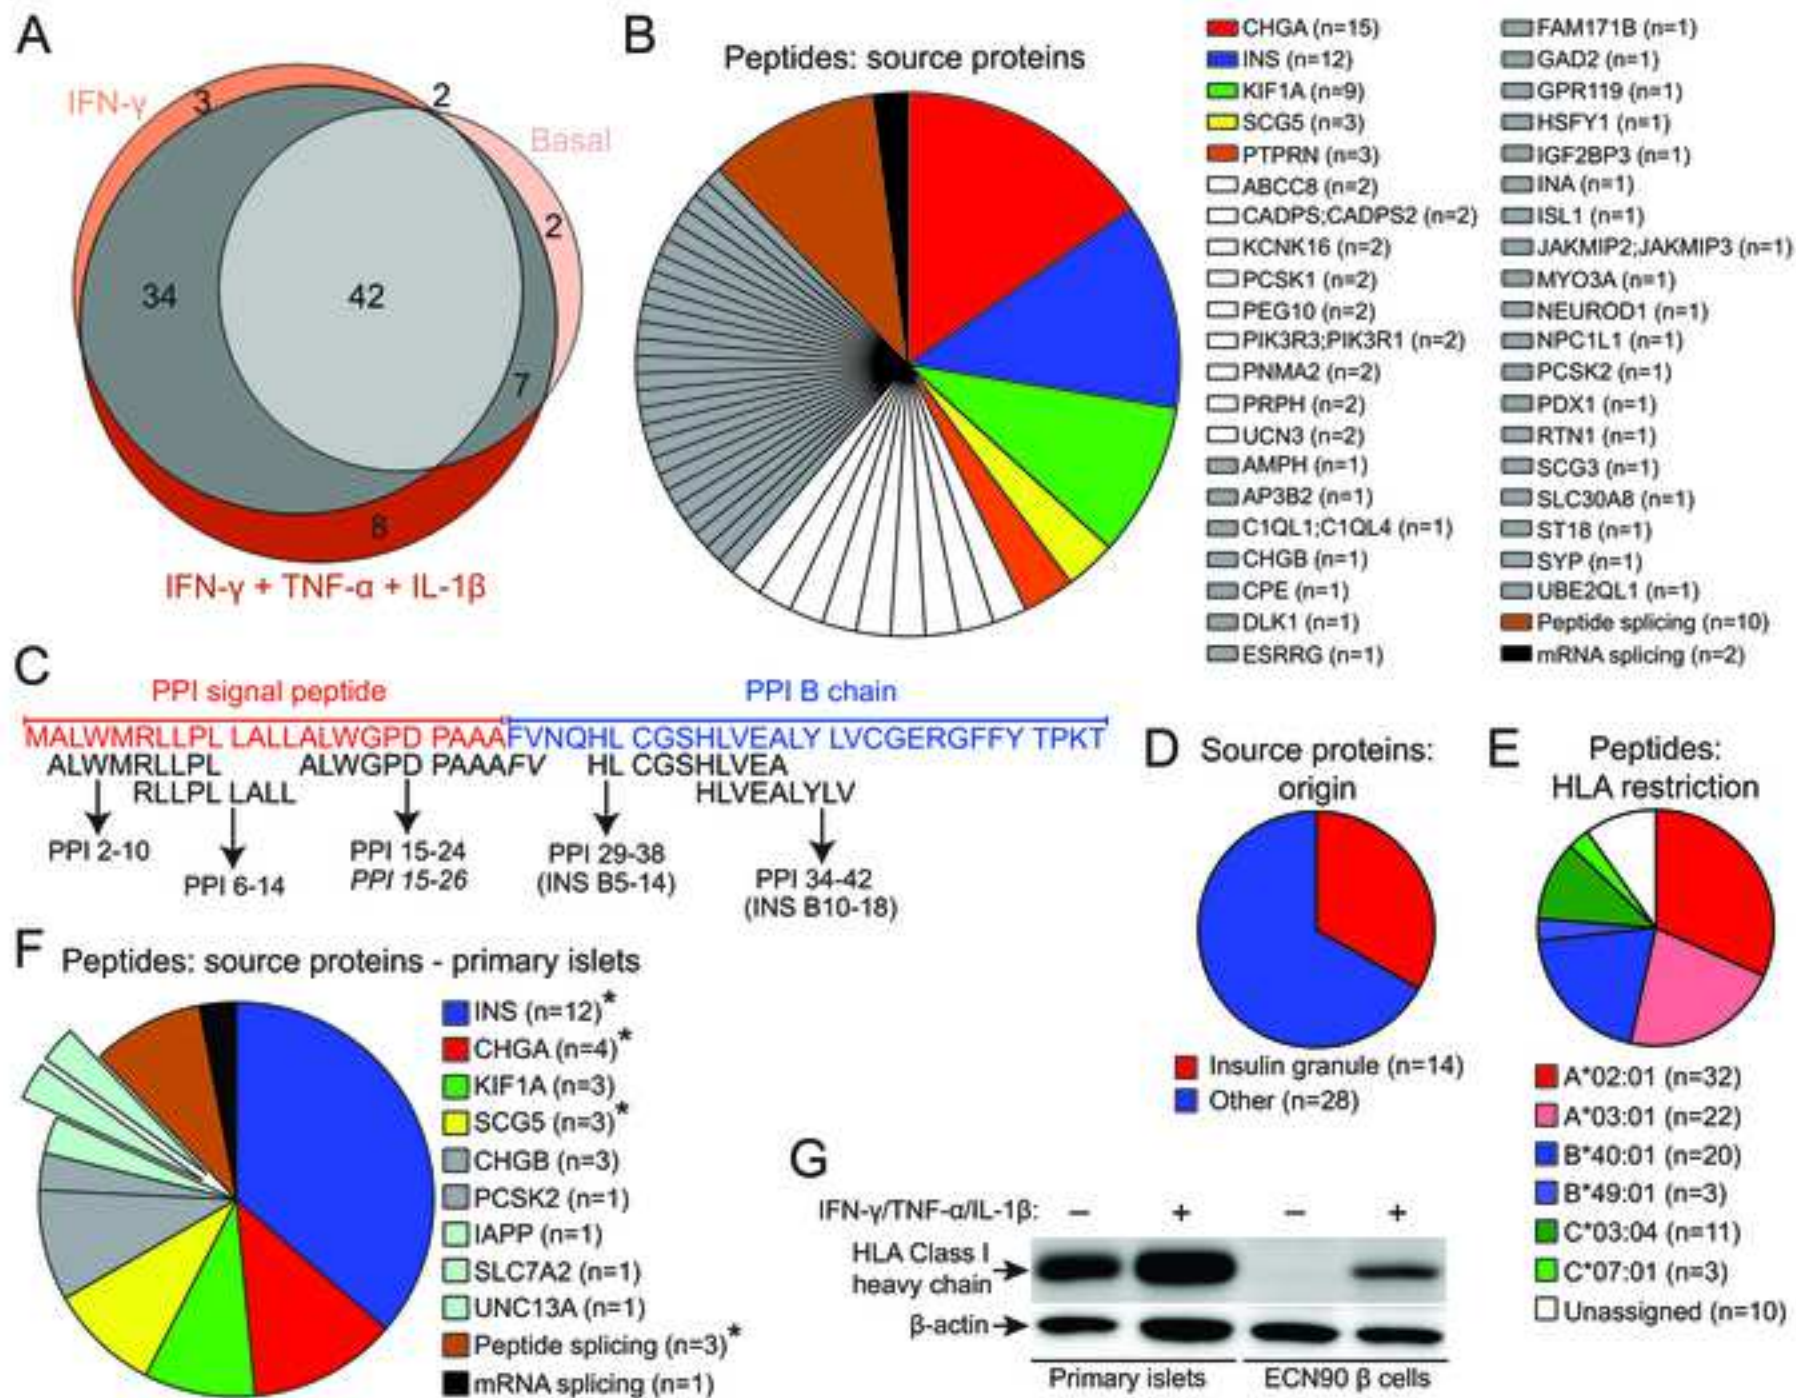 A
IFN-γ
3
2
Basal
2
34
42
7
8
IFN-γ + TNF-α + IL-1β
B
Peptides: source proteins
CHGA (n=15)
INS (n=12)
KIF1A (n=9)
SCG5 (n=3)
PTPRN (n=3)
ABCC8 (n=2)
CADPS;CADPS2 (n=2)
KCNK16 (n=2)
PCSK1 (n=2)
PEG10 (n=2)
PIK3R3;PIK3R1 (n=2)
PNMA2 (n=2)
PRPH (n=2)
UCN3 (n=2)
AMPH (n=1)
AP3B2 (n=1)
C1QL1;C1QL4 (n=1)
CHGB (n=1)
CPE (n=1)
DLK1 (n=1)
ESRRG (n=1)
FAM171B (n=1)
GAD2 (n=1)
GPR119 (n=1)
HSFY1 (n=1)
IGF2BP3 (n=1)
INA (n=1)
ISL1 (n=1)
JAKMIP2;JAKMIP3 (n=1)
MYO3A (n=1)
NEUROD1 (n=1)
NPC1L1 (n=1)
PCSK2 (n=1)
PDX1 (n=1)
RTN1 (n=1)
SCG3 (n=1)
SLC30A8 (n=1)
ST18 (n=1)
SYP (n=1)
UBE2QL1 (n=1)
Peptide splicing (n=10)
mRNA splicing (n=2)
C
PPI signal peptide PPI B chain
MALWMRLLPL LALLALWGPD PAAAFVNQHL CGSHLVEALY LVCGERGFFY TPKT
ALWMRLLPL ALWGPD PAAAFV HL CGSHLVEA
RLLPL LALL HLVEALYLV
PPI 2-10
PPI 6-14
PPI 15-24
PPI 15-26
PPI 29-38
(INS B5-14)
PPI 34-42
(INS B10-18)
D
Source proteins:
origin
Insulin granule (n=14)
Other (n=28)
E
Peptides:
HLA restriction
A*02:01 (n=32)
A*03:01 (n=22)
B*40:01 (n=20)
B*49:01 (n=3)
C*03:04 (n=11)
C*07:01 (n=3)
Unassigned (n=10)
F
Peptides: source proteins - primary islets
INS (n=12)*
CHGA (n=4)*
KIF1A (n=3)
SCG5 (n=3)*
CHGB (n=3)
PCSK2 (n=1)
IAPP (n=1)
SLC7A2 (n=1)
UNC13A (n=1)
Peptide splicing (n=3)*
mRNA splicing (n=1)
G
IFN-γ/TNF-α/IL-1β: − + − +
HLA Class I
heavy chain
β-actin
Primary islets ECN90 β cells